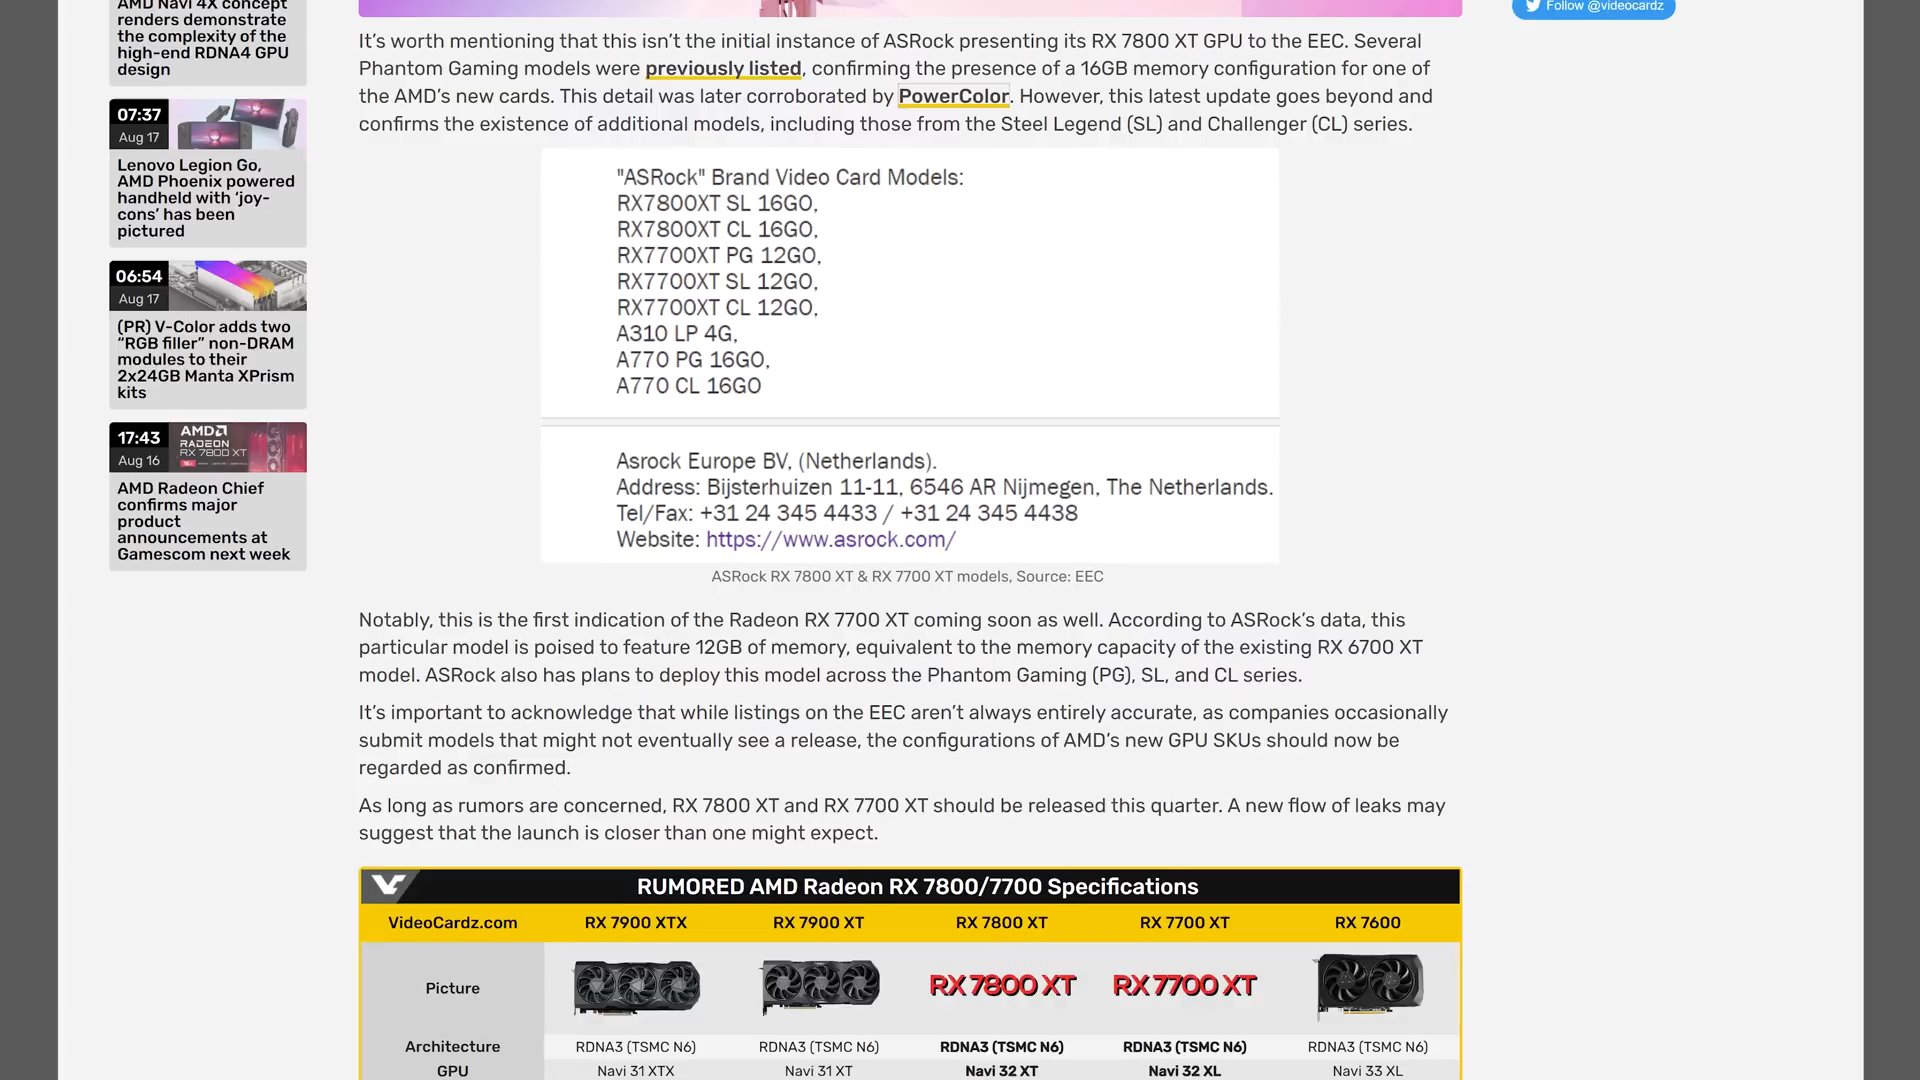 AMD Navi 4X concept
renders demonstrate
the complexity of the
high-end RDNA4 GPU
design
07:37
Aug 17
Lenovo Legion Go,
AMD Phoenix powered
handheld with ‘joy-
cons’ has been
pictured
06:54
Aug 17
(PR) V-Color adds two
“RGB filler” non-DRAM
modules to their
2x24GB Manta XPrism
kits
17:43
Aug 16
AMD
RADEON
RX 7800 XT
AMD Radeon Chief
confirms major
product
announcements at
Gamescom next week
Follow @videocardz
It’s worth mentioning that this isn’t the initial instance of ASRock presenting its RX 7800 XT GPU to the EEC. Several
Phantom Gaming models were previously listed, confirming the presence of a 16GB memory configuration for one of
the AMD’s new cards. This detail was later corroborated by PowerColor. However, this latest update goes beyond and
confirms the existence of additional models, including those from the Steel Legend (SL) and Challenger (CL) series.
"ASRock" Brand Video Card Models:
RX7800XT SL 16GO,
RX7800XT CL 16GO,
RX7700XT PG 12GO,
RX7700XT SL 12GO,
RX7700XT CL 12GO,
A310 LP 4G,
A770 PG 16GO,
A770 CL 16GO
Asrock Europe BV, (Netherlands).
Address: Bijsterhuizen 11-11, 6546 AR Nijmegen, The Netherlands.
Tel/Fax: +31 24 345 4433 / +31 24 345 4438
Website: https://www.asrock.com/
ASRock RX 7800 XT & RX 7700 XT models, Source: EEC
Notably, this is the first indication of the Radeon RX 7700 XT coming soon as well. According to ASRock’s data, this
particular model is poised to feature 12GB of memory, equivalent to the memory capacity of the existing RX 6700 XT
model. ASRock also has plans to deploy this model across the Phantom Gaming (PG), SL, and CL series.
It’s important to acknowledge that while listings on the EEC aren’t always entirely accurate, as companies occasionally
submit models that might not eventually see a release, the configurations of AMD’s new GPU SKUs should now be
regarded as confirmed.
As long as rumors are concerned, RX 7800 XT and RX 7700 XT should be released this quarter. A new flow of leaks may
suggest that the launch is closer than one might expect.
RUMORED AMD Radeon RX 7800/7700 Specifications
VideoCardz.com RX 7900 XTX RX 7900 XT RX 7800 XT RX 7700 XT RX 7600
Picture RX 7800 XT RX 7700 XT
Architecture RDNA3 (TSMC N6) RDNA3 (TSMC N6) RDNA3 (TSMC N6) RDNA3 (TSMC N6) RDNA3 (TSMC N6)
GPU Navi 31 XTX Navi 31 XT Navi 32 XT Navi 32 XL Navi 33 XL